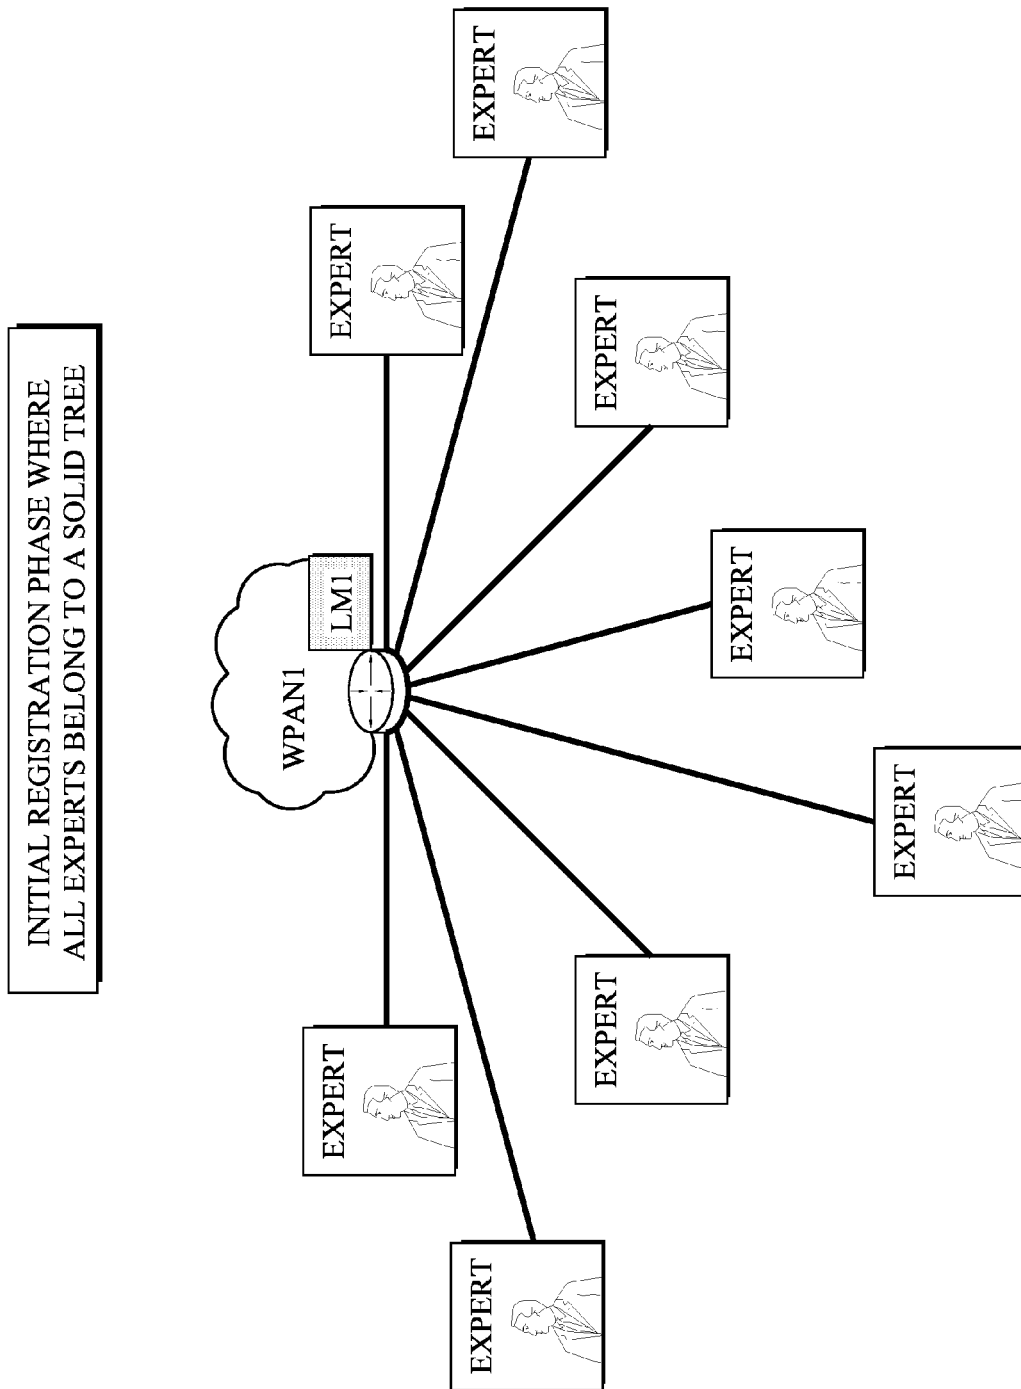 INITIAL REGISTRATION PHASE WHERE
ALL EXPERTS BELONG TO A SOLID TREE
WPAN1
LM1
EXPERT
EXPERT
EXPERT
EXPERT
EXPERT
EXPERT
EXPERT
EXPERT